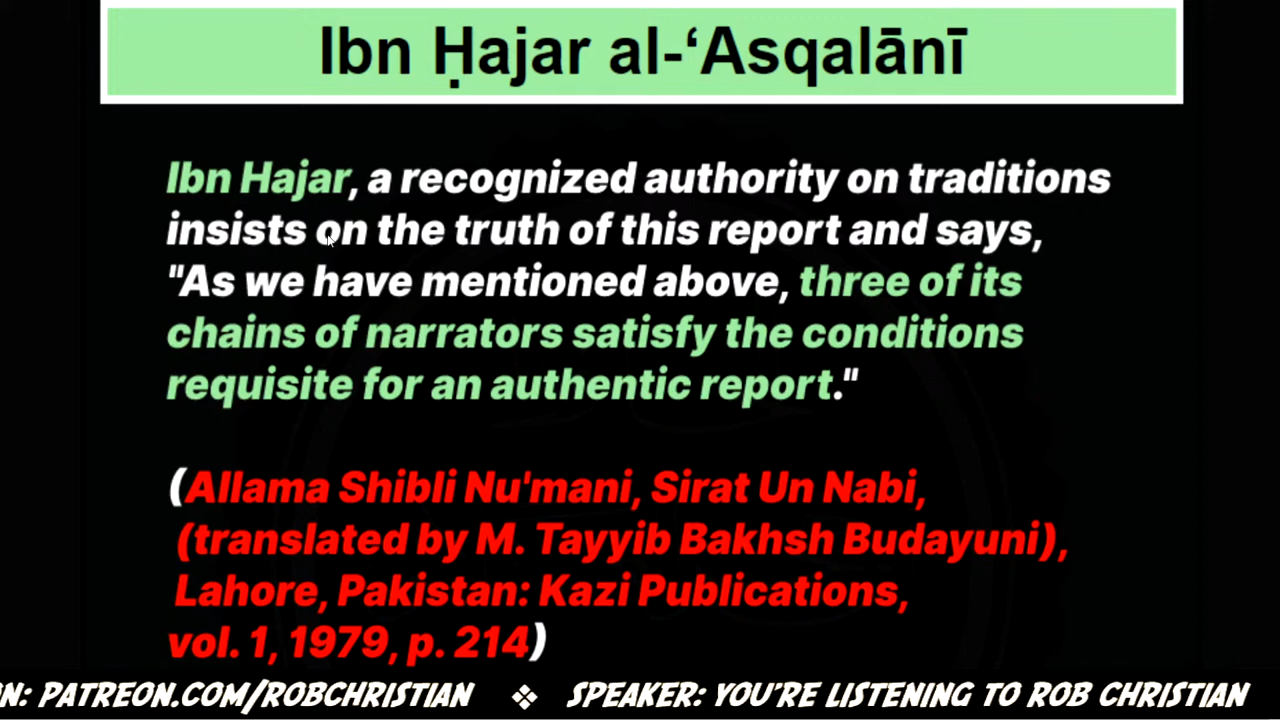 Ibn Ḥajar al-‘Asqalānī
Ibn Hajar, a recognized authority on traditions
insists on the truth of this report and says,
"As we have mentioned above, three of its
chains of narrators satisfy the conditions
requisite for an authentic report."
(Allama Shibli Nu'mani, Sirat Un Nabi,
(translated by M. Tayyib Bakhsh Budayuni),
Lahore, Pakistan: Kazi Publications,
vol. 1, 1979, p. 214)
ON: PATREON.COM/ROBCHRISTIAN ❖ SPEAKER: YOU'RE LISTENING TO ROB CHRISTIAN